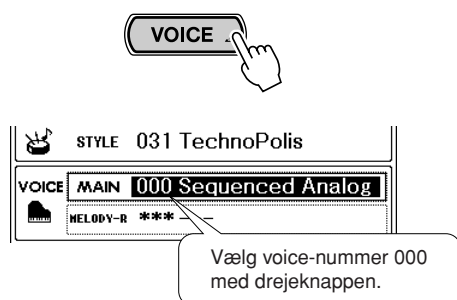 VOICE
STYLE 031 TechnoPolis
VOICE MAIN 000 Sequenced Analog
MELODY-R *** ---
Vælg voice-nummer 000
med drejeknappen.